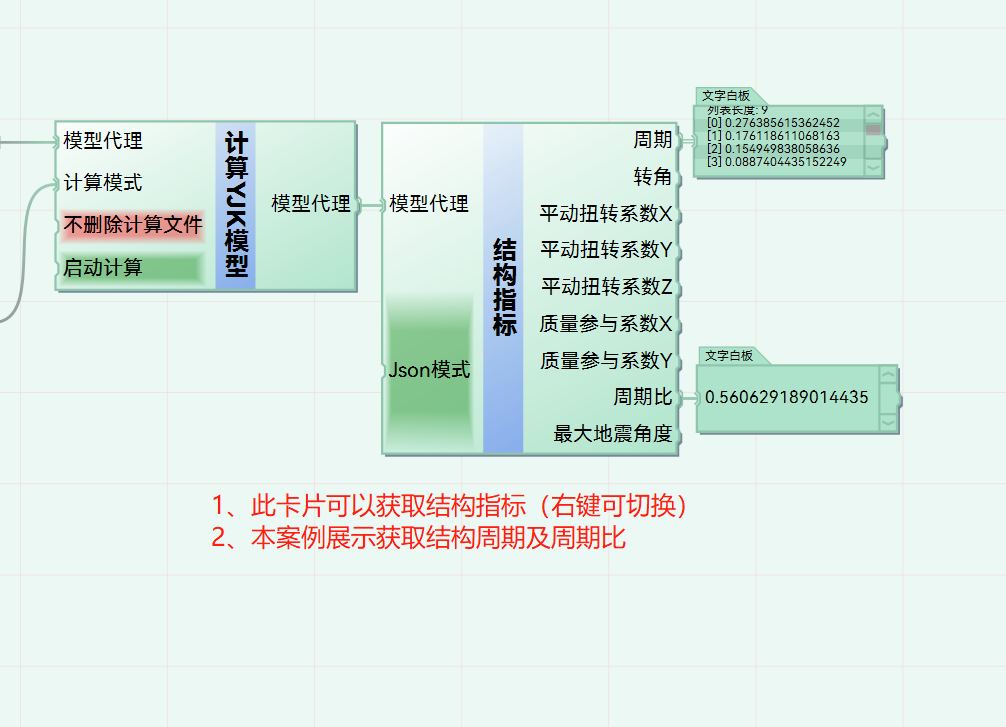 模型代理
计算模式
不删除计算文件
启动计算
计算YJK模型
模型代理
模型代理
Json模式
结构指标
周期
转角
平动扭转系数X
平动扭转系数Y
平动扭转系数Z
质量参与系数X
质量参与系数Y
周期比
最大地震角度
文字白板
列表长度: 9
[0] 0.276385615362452
[1] 0.176118611068163
[2] 0.154949838058636
[3] 0.0887404435152249
文字白板
0.560629189014435
1、此卡片可以获取结构指标（右键可切换）
2、本案例展示获取结构周期及周期比